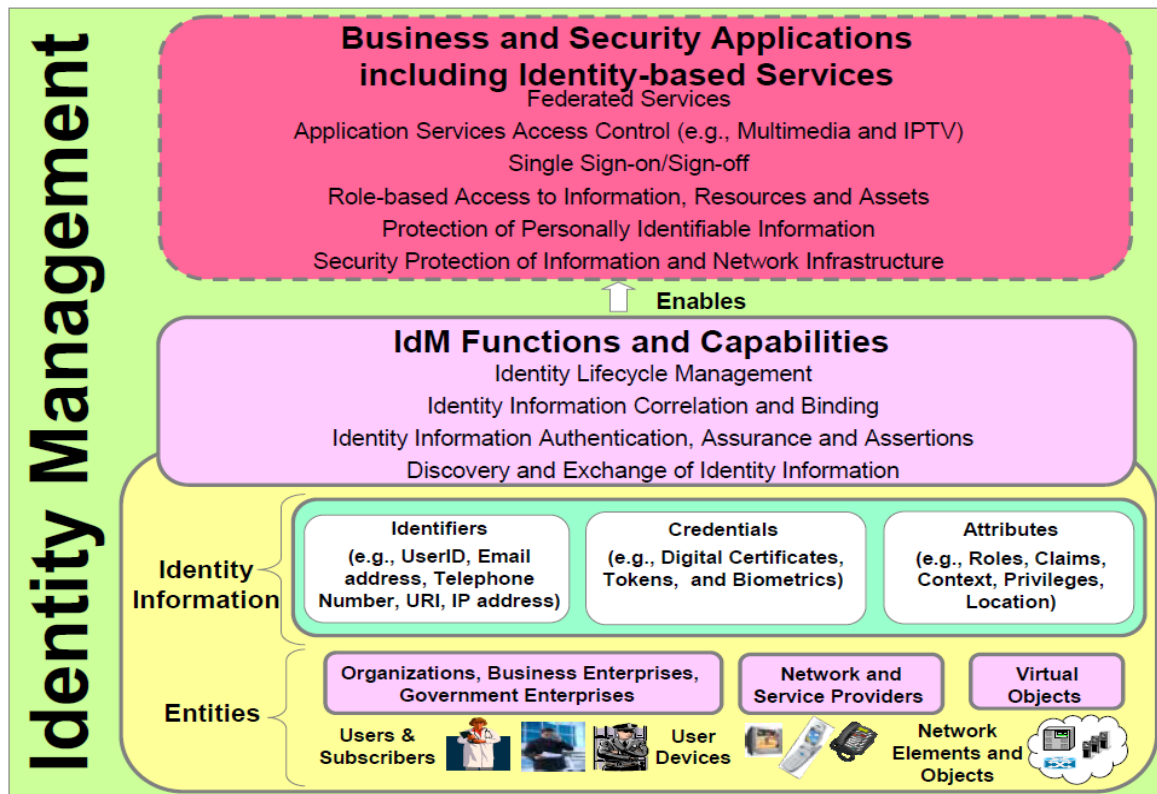 Identity Management
Business and Security Applications
including Identity-based Services
Federated Services
Application Services Access Control (e.g., Multimedia and IPTV)
Single Sign-on/Sign-off
Role-based Access to Information, Resources and Assets
Protection of Personally Identifiable Information
Security Protection of Information and Network Infrastructure
Enables
IdM Functions and Capabilities
Identity Lifecycle Management
Identity Information Correlation and Binding
Identity Information Authentication, Assurance and Assertions
Discovery and Exchange of Identity Information
Identity
Information
Identifiers
(e.g., UserID, Email
address, Telephone
Number, URI, IP address)
Credentials
(e.g., Digital Certificates,
Tokens, and Biometrics)
Attributes
(e.g., Roles, Claims,
Context, Privileges,
Location)
Entities
Organizations, Business Enterprises,
Government Enterprises
Network and
Service Providers
Virtual
Objects
Users &
Subscribers
User
Devices
Network
Elements and
Objects